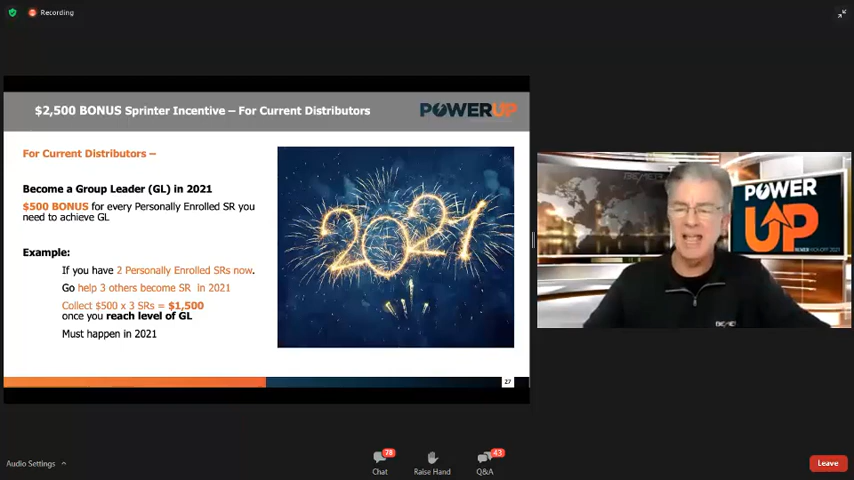 Recording
$2,500 BONUS Sprinter Incentive – For Current Distributors
POWERUP
For Current Distributors –
Become a Group Leader (GL) in 2021
$500 BONUS for every Personally Enrolled SR you
need to achieve GL
Example:
If you have 2 Personally Enrolled SRs now.
Go help 3 others become SR in 2021
Collect $500 x 3 SRs = $1,500
once you reach level of GL
Must happen in 2021
2021
27
POWER
UP
Audio Settings
78
43
Chat
Raise Hand
Q&A
Leave